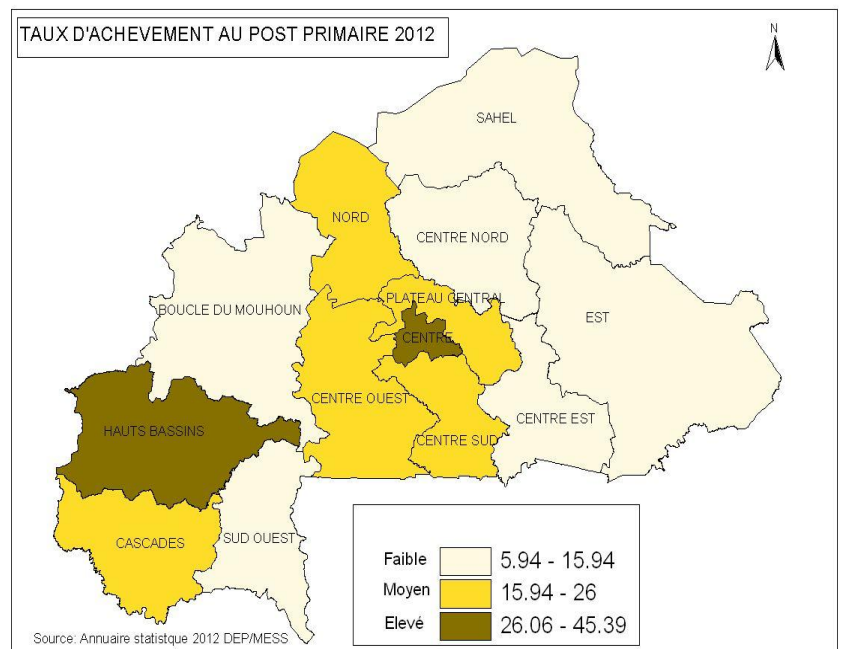 TAUX D'ACHEVEMENT AU POST PRIMAIRE 2012
N
SAHEL
NORD
CENTRE NORD
PLATEAU CENTRAL
BOUCLE DU MOUHOUN
EST
CENTRE
CENTRE OUEST
CENTRE EST
HAUTS BASSINS
CENTRE SUD
SUD OUEST
CASCADES
Faible 5.94 - 15.94
Moyen 15.94 - 26
Elevé 26.06 - 45.39
Source: Annuaire statistque 2012 DEP/MESS